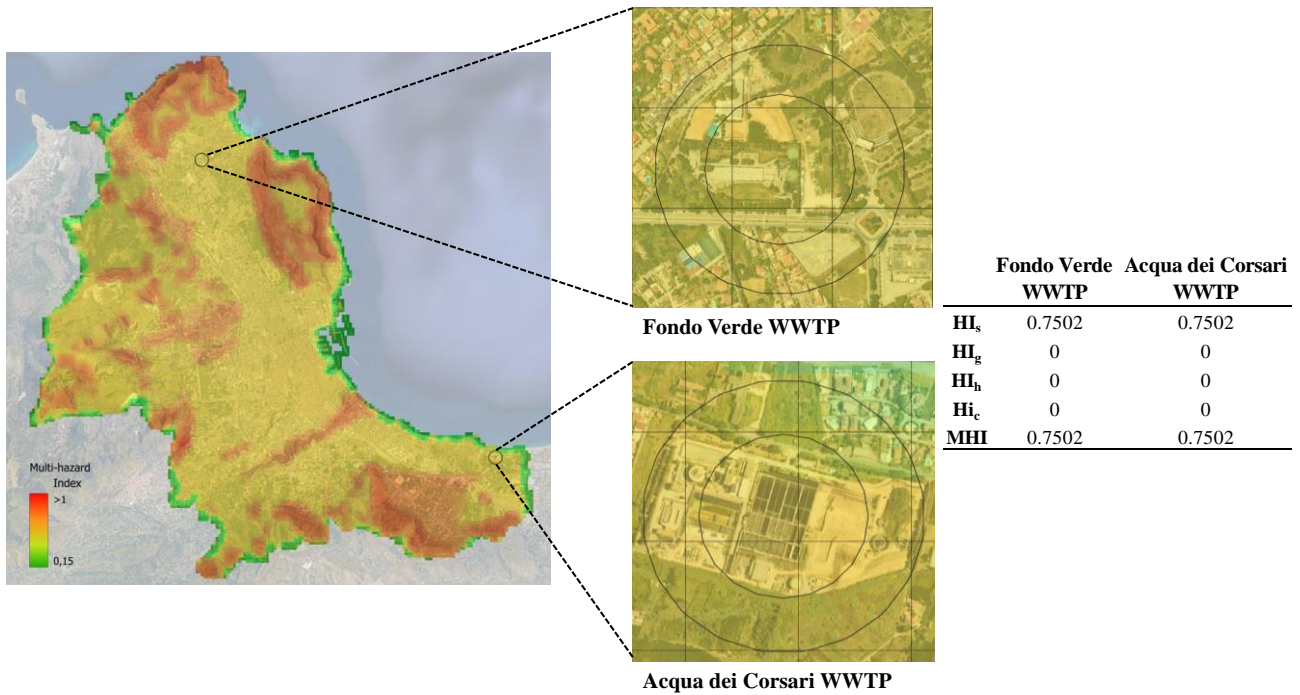 Multi-hazard
Index
>1
0,15
Fondo Verde WWTP
Acqua dei Corsari WWTP
Fondo Verde Acqua dei Corsari
WWTP WWTP
HIs 0.7502 0.7502
HIg 0 0
HIh 0 0
Hic 0 0
MHI 0.7502 0.7502